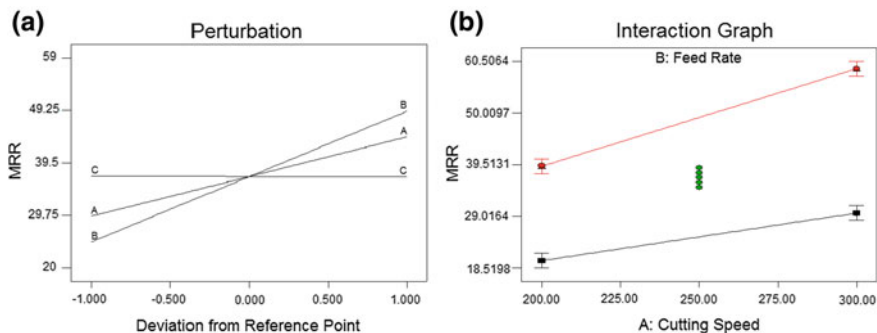 (a)
Perturbation
59
49.25
39.5
29.75
20
MRR
C
A
B
B
A
C
-1.000
-0.500
0.000
0.500
1.000
Deviation from Reference Point
(b)
Interaction Graph
B: Feed Rate
60.5064
50.0097
39.5131
29.0164
18.5198
MRR
200.00
225.00
250.00
275.00
300.00
A: Cutting Speed